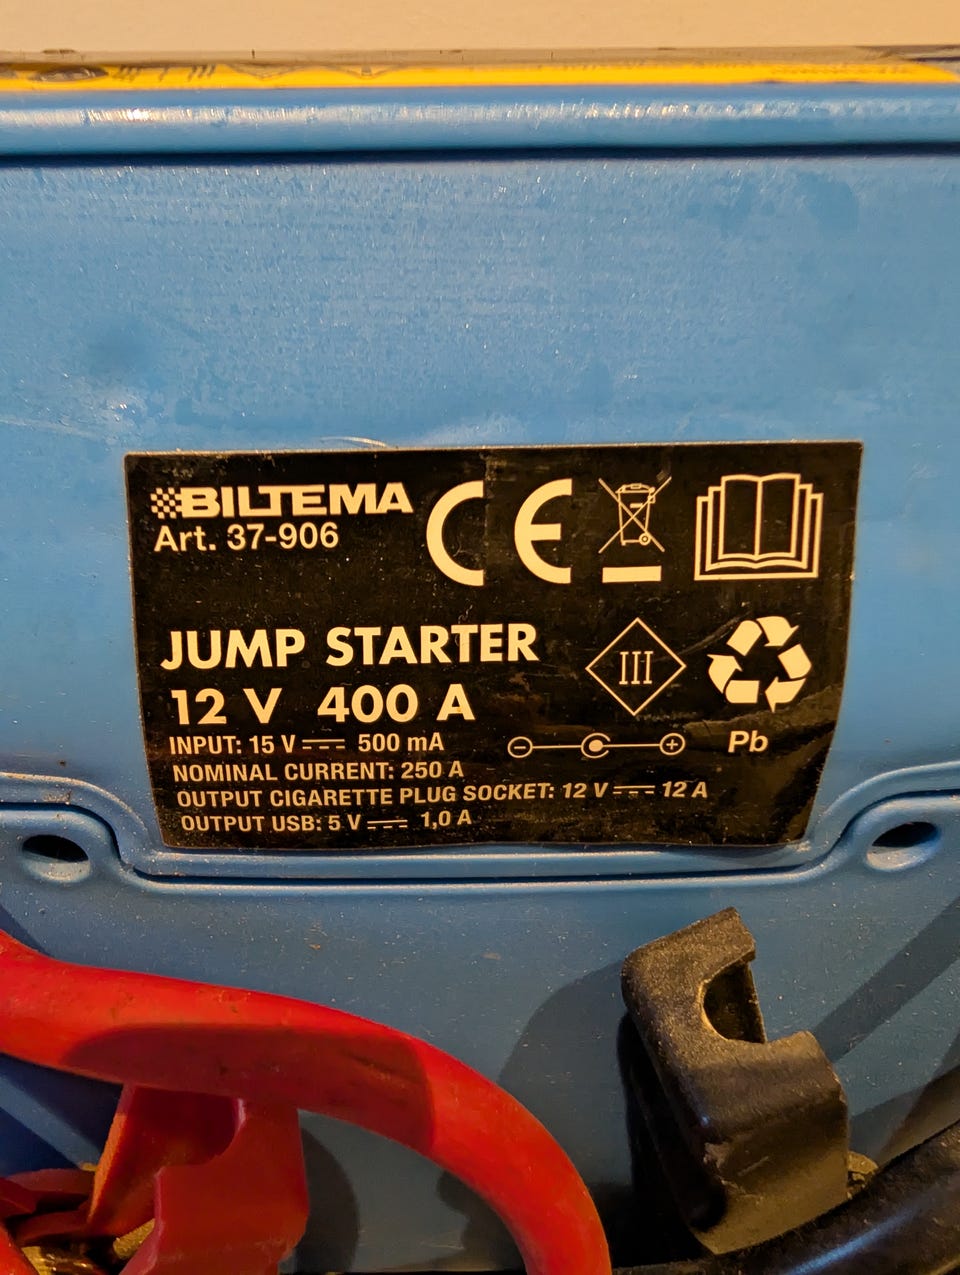 BILTEMA
Art. 37-906
CE
JUMP STARTER
12 V 400 A
III
INPUT: 15 V ⎓ 500 mA
Pb
NOMINAL CURRENT: 250 A
OUTPUT CIGARETTE PLUG SOCKET: 12 V ⎓ 12 A
OUTPUT USB: 5 V ⎓ 1,0 A